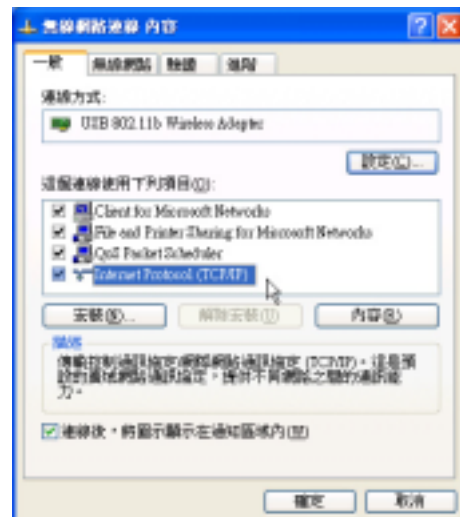 無線網路連線 內容
一般 無線網路 驗證 進階
連線方式:
USB 802.11b Wireless Adapter
設定(C)...
這個連線使用下列項目(O):
Client for Microsoft Networks
File and Printer Sharing for Microsoft Networks
QoS Packet Scheduler
Internet Protocol (TCP/IP)
安裝(N)... 解除安裝(U) 內容(R)
描述
傳輸控制通訊協定/網際網路通訊協定 (TCP/IP)。這是預
設的廣域網路通訊協定，提供不同網路之間的通訊能
力。
連線後，將圖示顯示在通知區域內(W)
確定 取消